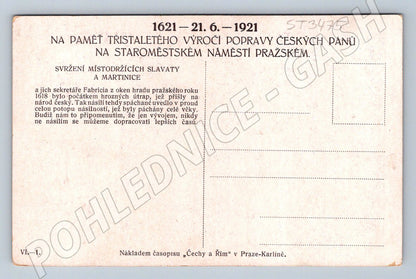 1621—21. 6.—1921
NA PAMĚŤ TŘISTALETÉHO VÝROČÍ POPRAVY ČESKÝCH PANŮ
NA STAROMĚSTSKÉM NÁMĚSTÍ PRAŽSKÉM.
SVRŽENÍ MÍSTODRŽÍCÍCH SLAVATY
A MARTINICE
a jich sekretáře Fabricia z oken hradu pražského roku
1618 bylo počátkem hrozných útrap, jež přišly na
národ český. Tak násilí tehdy spáchané uvedlo v proud
celou potopu násilností, jež byly páchány celé věky.
Budiž nám to připomenutím, že jen vývojem, nikdy
ne násilím se můžeme dopracovati lepších časů.
VI.—1.
Nákladem časopisu „Čechy a Řím“ v Praze-Karlíně.
POHLEDNICE - GASH